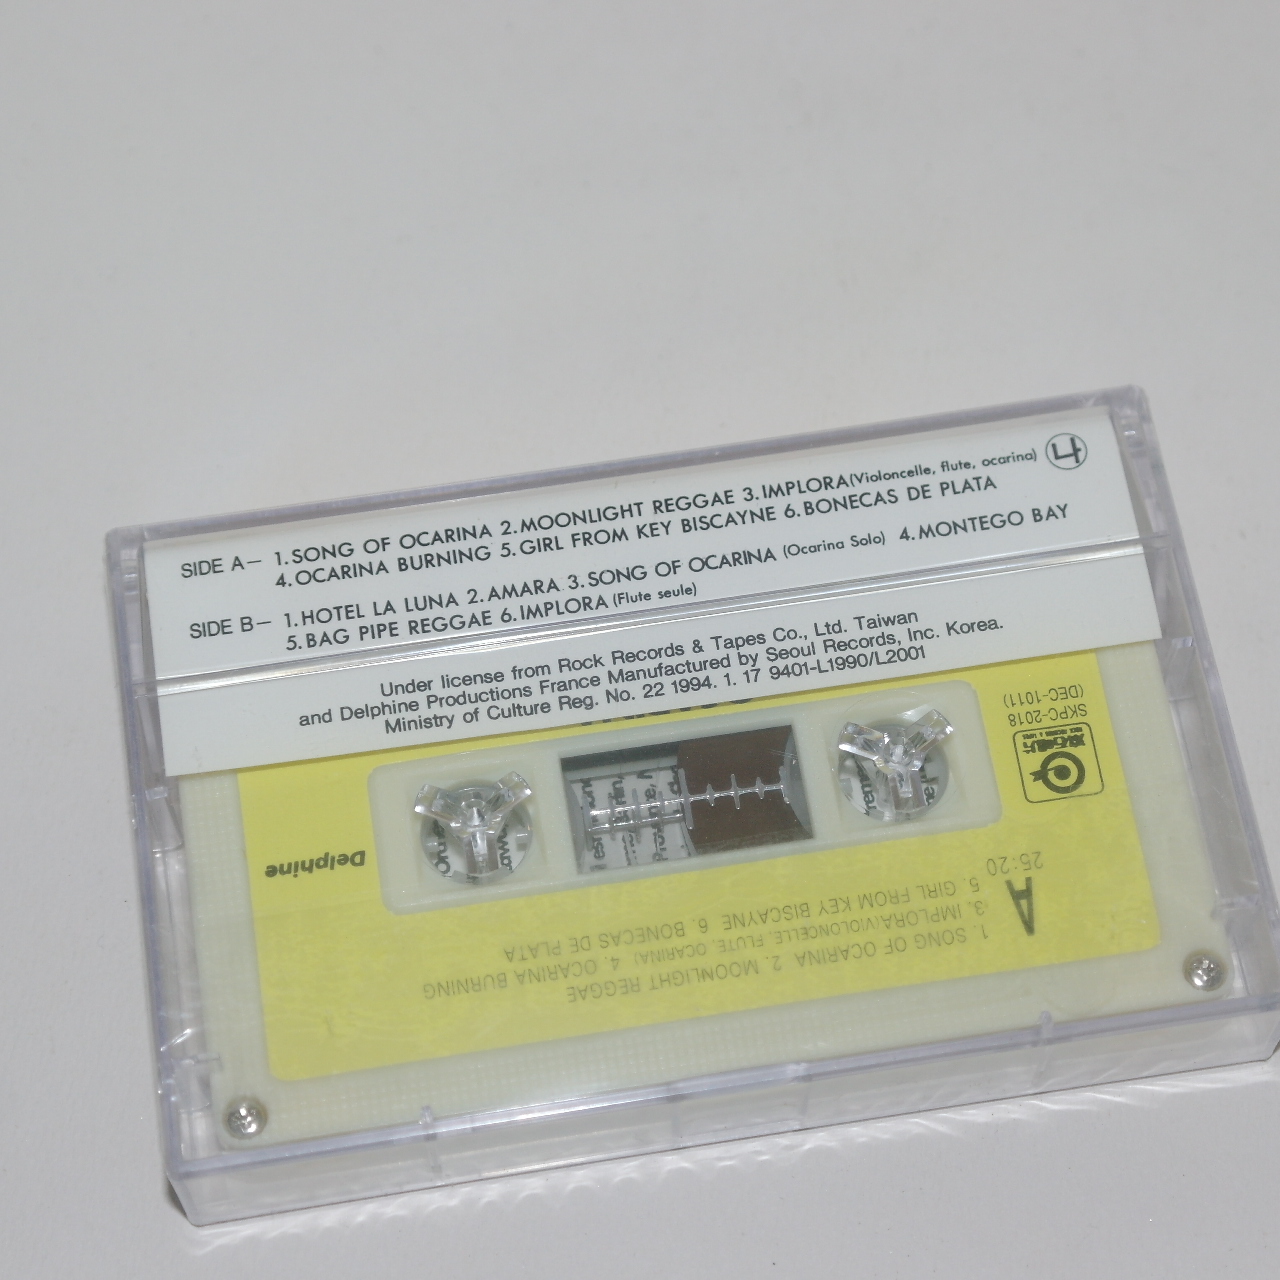 SIDE A— 1.SONG OF OCARINA 2.MOONLIGHT REGGAE 3.IMPLORA(Violoncelle, flute, ocarina) 4
4.OCARINA BURNING 5.GIRL FROM KEY BISCAYNE 6.BONECAS DE PLATA
SIDE B— 1.HOTEL LA LUNA 2.AMARA 3.SONG OF OCARINA (Ocarina Solo) 4.MONTEGO BAY
5.BAG PIPE REGGAE 6.IMPLORA (Flute seule)
Under license from Rock Records & Tapes Co., Ltd. Taiwan
and Delphine Productions France Manufactured by Seoul Records, Inc. Korea.
Ministry of Culture Reg. No. 22 1994. 1. 17 9401-L1990/L2001
SKPC-2018
(DEC-1011)
Delphine
A
25:20
1. SONG OF OCARINA 2. MOONLIGHT REGGAE
3. IMPLORA(VIOLONCELLE, FLUTE, OCARINA) 4. OCARINA BURNING
5. GIRL FROM KEY BISCAYNE 6. BONECAS DE PLATA